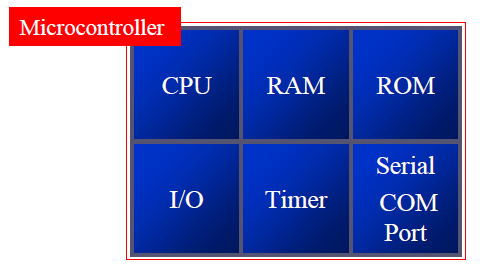 Microcontroller
CPU
RAM
ROM
I/O
Timer
Serial
COM
Port